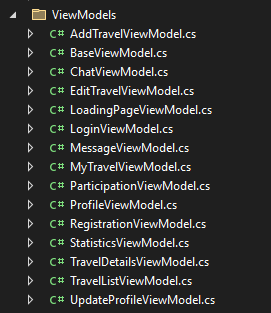 ViewModels
C# AddTravelViewModel.cs
C# BaseViewModel.cs
C# ChatViewModel.cs
C# EditTravelViewModel.cs
C# LoadingPageViewModel.cs
C# LoginViewModel.cs
C# MessageViewModel.cs
C# MyTravelViewModel.cs
C# ParticipationViewModel.cs
C# ProfileViewModel.cs
C# RegistrationViewModel.cs
C# StatisticsViewModel.cs
C# TravelDetailsViewModel.cs
C# TravelListViewModel.cs
C# UpdateProfileViewModel.cs